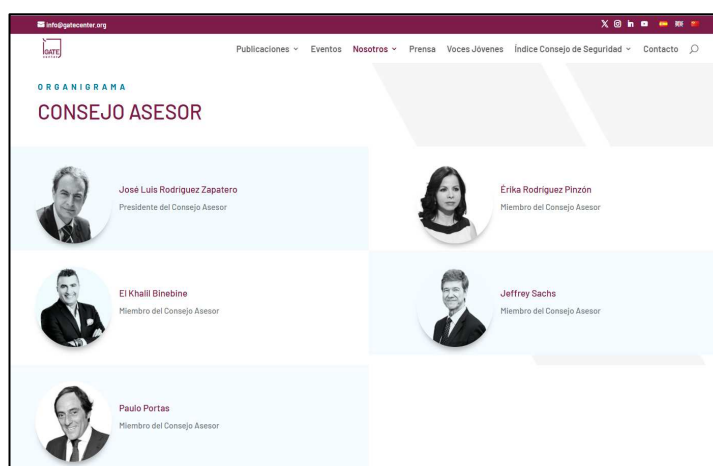 info@gatecenter.org
GATE
CENTER
Publicaciones Eventos Nosotros Prensa Voces Jóvenes Índice Consejo de Seguridad Contacto
ORGANIGRAMA
CONSEJO ASESOR
José Luis Rodríguez Zapatero
Presidente del Consejo Asesor
Érika Rodríguez Pinzón
Miembro del Consejo Asesor
El Khalil Binebine
Miembro del Consejo Asesor
Jeffrey Sachs
Miembro del Consejo Asesor
Paulo Portas
Miembro del Consejo Asesor